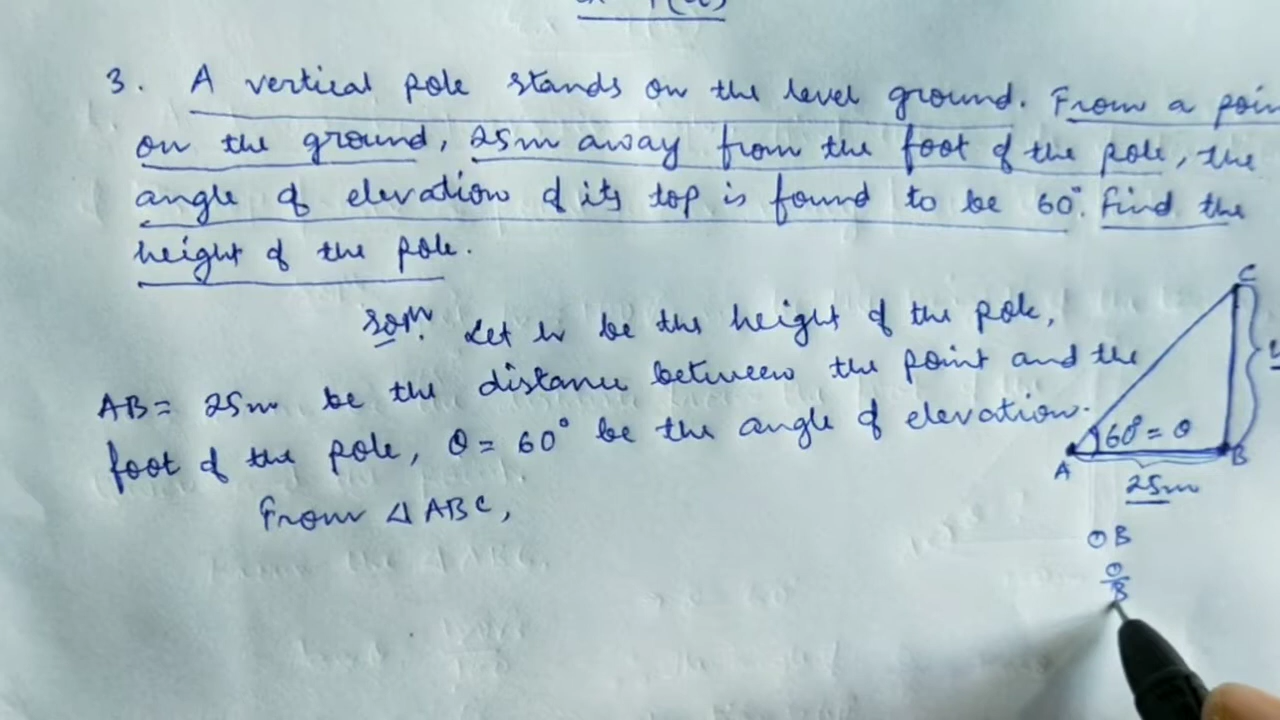 3. A vertical pole stands on the level ground. From a poin
on the ground, 25m away from the foot of the pole, the
angle of elevation of its top is found to be 60°. Find the
height of the pole.
Soln. Let h be the height of the pole,
AB = 25m be the distance between the point and the
foot of the pole, θ = 60° be the angle of elevation.
From ΔABC,
C
60° = θ
A
B
25m
OB
O
B